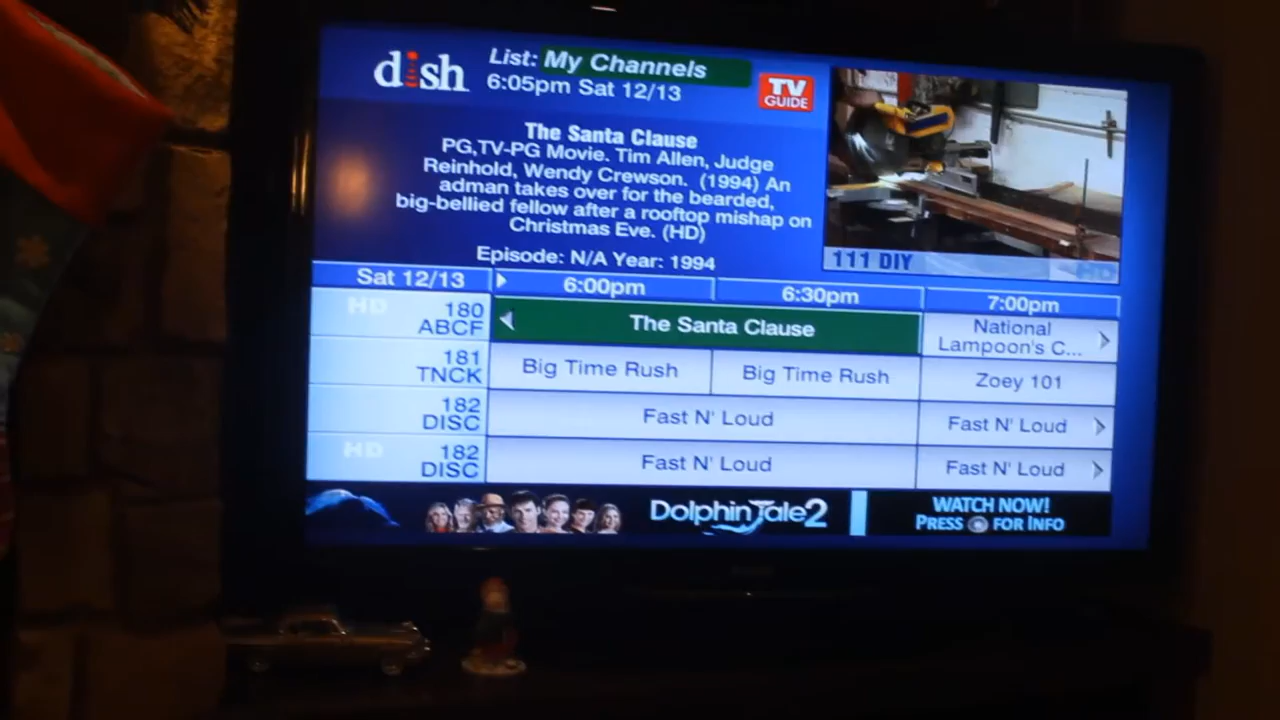 dish
List: My Channels
6:05pm Sat 12/13
TV
GUIDE
The Santa Clause
PG,TV-PG Movie. Tim Allen, Judge
Reinhold, Wendy Crewson. (1994) An
adman takes over for the bearded,
big-bellied fellow after a rooftop mishap on
Christmas Eve. (HD)
Episode: N/A Year: 1994
111 DIY
HD
Sat 12/13
6:00pm
6:30pm
7:00pm
HD
180
ABCF
The Santa Clause
National
Lampoon's C...
181
TNCK
Big Time Rush
Big Time Rush
Zoey 101
182
DISC
Fast N' Loud
Fast N' Loud
HD
182
DISC
Fast N' Loud
Fast N' Loud
Dolphin Tale 2
WATCH NOW!
PRESS FOR INFO